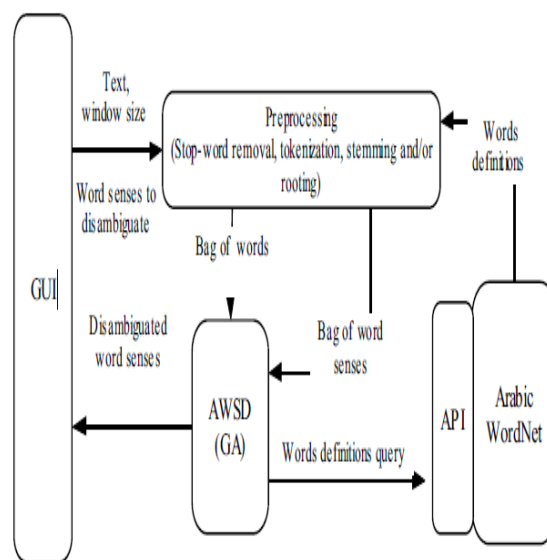 Text,
window size
Preprocessing
(Stop-word removal, tokenization, stemming and/or
rooting)
Words
definitions
Word senses to
disambiguate
Bag of words
GUI
Disambiguated
word senses
Bag of word
senses
AWSD
(GA)
API
Arabic
WordNet
Words definitions query